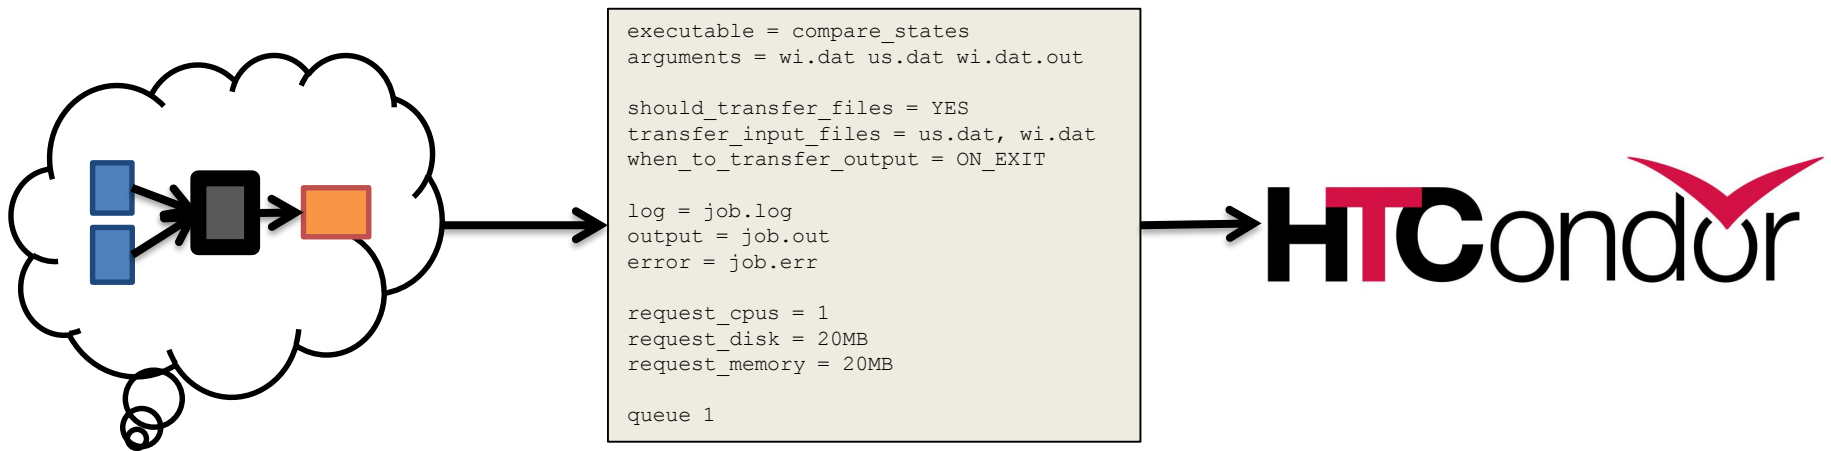 executable = compare_states
arguments = wi.dat us.dat wi.dat.out
should_transfer_files = YES
transfer_input_files = us.dat, wi.dat
when_to_transfer_output = ON_EXIT
log = job.log
output = job.out
error = job.err
request_cpus = 1
request_disk = 20MB
request_memory = 20MB
queue 1
HTCondor